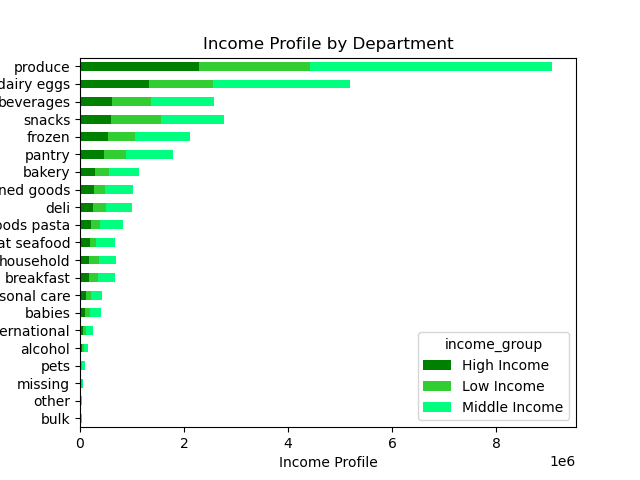 Income Profile by Department
produce
dairy eggs
beverages
snacks
frozen
pantry
bakery
ned goods
deli
ods pasta
at seafood
household
breakfast
sonal care
babies
ernational
alcohol
pets
missing
other
bulk
income_group
High Income
Low Income
Middle Income
0 2 4 6 8
1e6
Income Profile